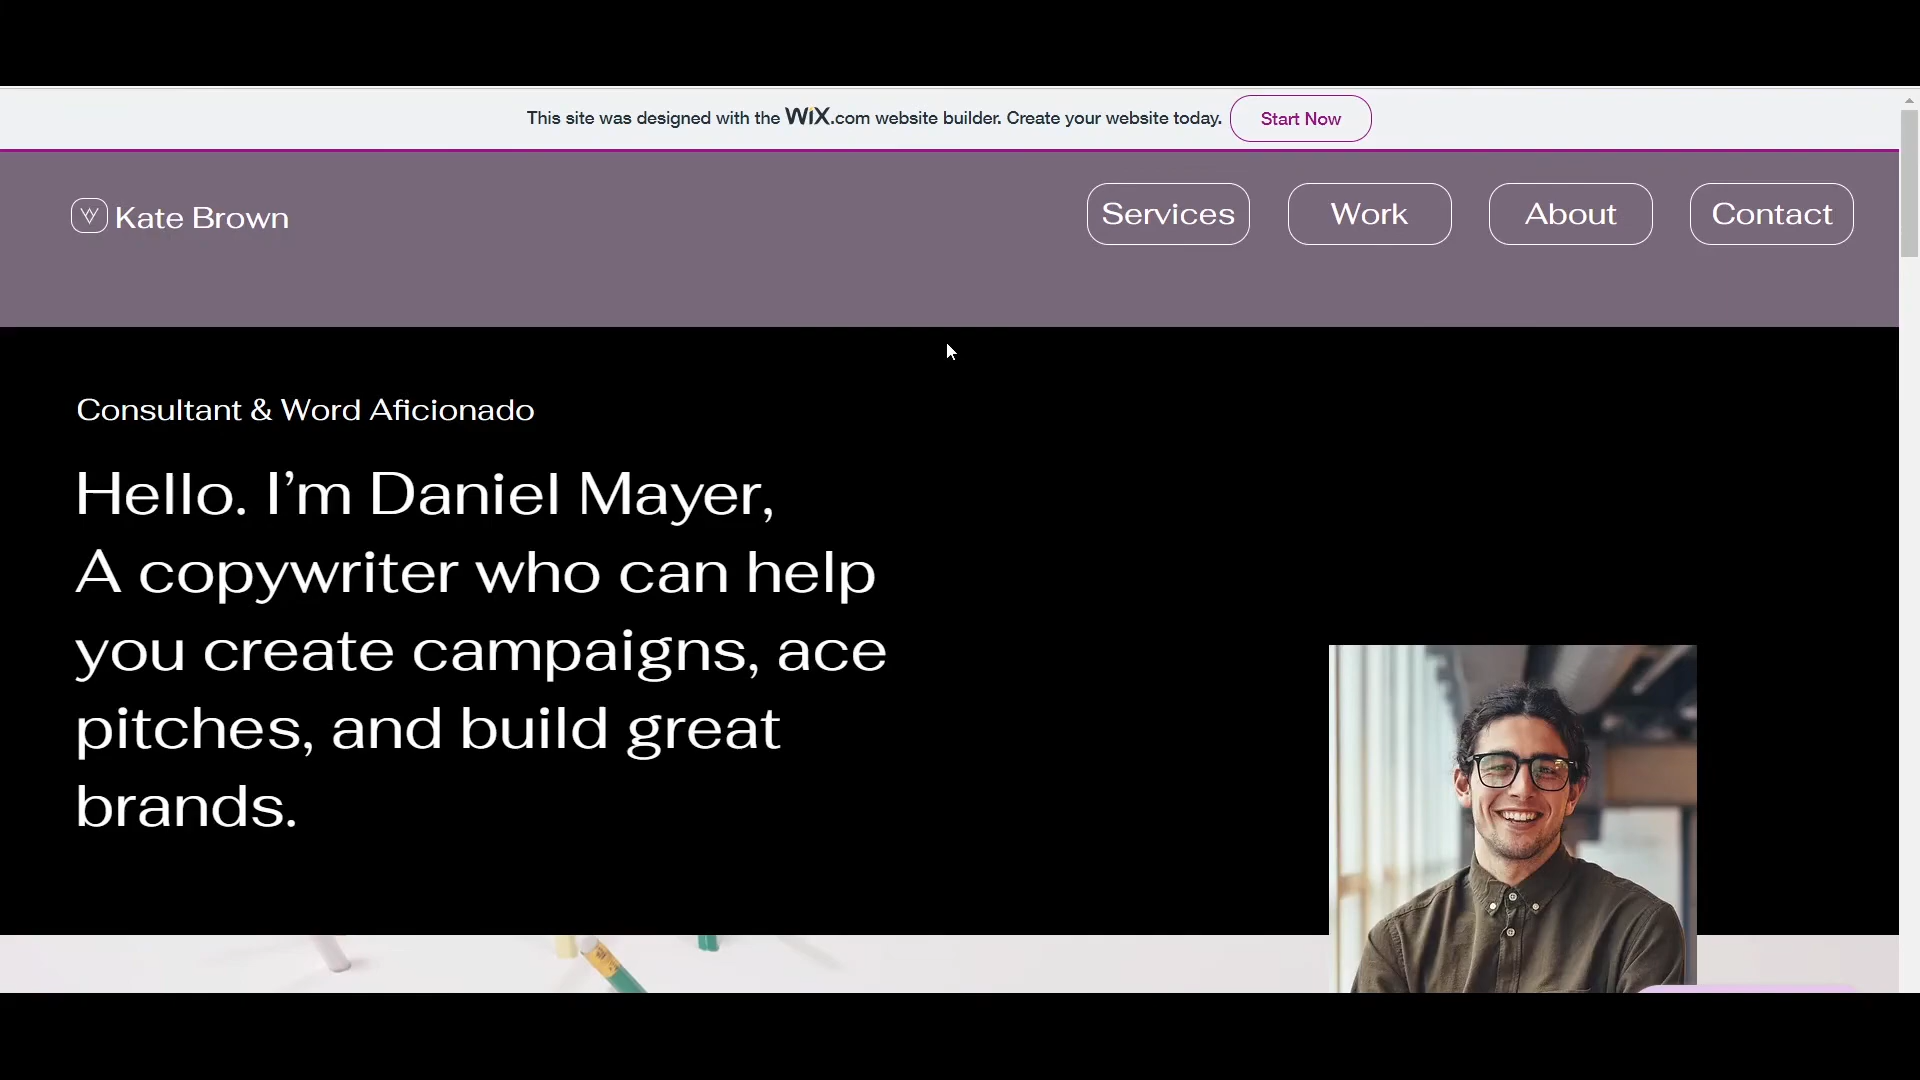 This site was designed with the WiX.com website builder. Create your website today. Start Now
Kate Brown Services Work About Contact
Consultant & Word Aficionado
Hello. I’m Daniel Mayer,
A copywriter who can help
you create campaigns, ace
pitches, and build great
brands.